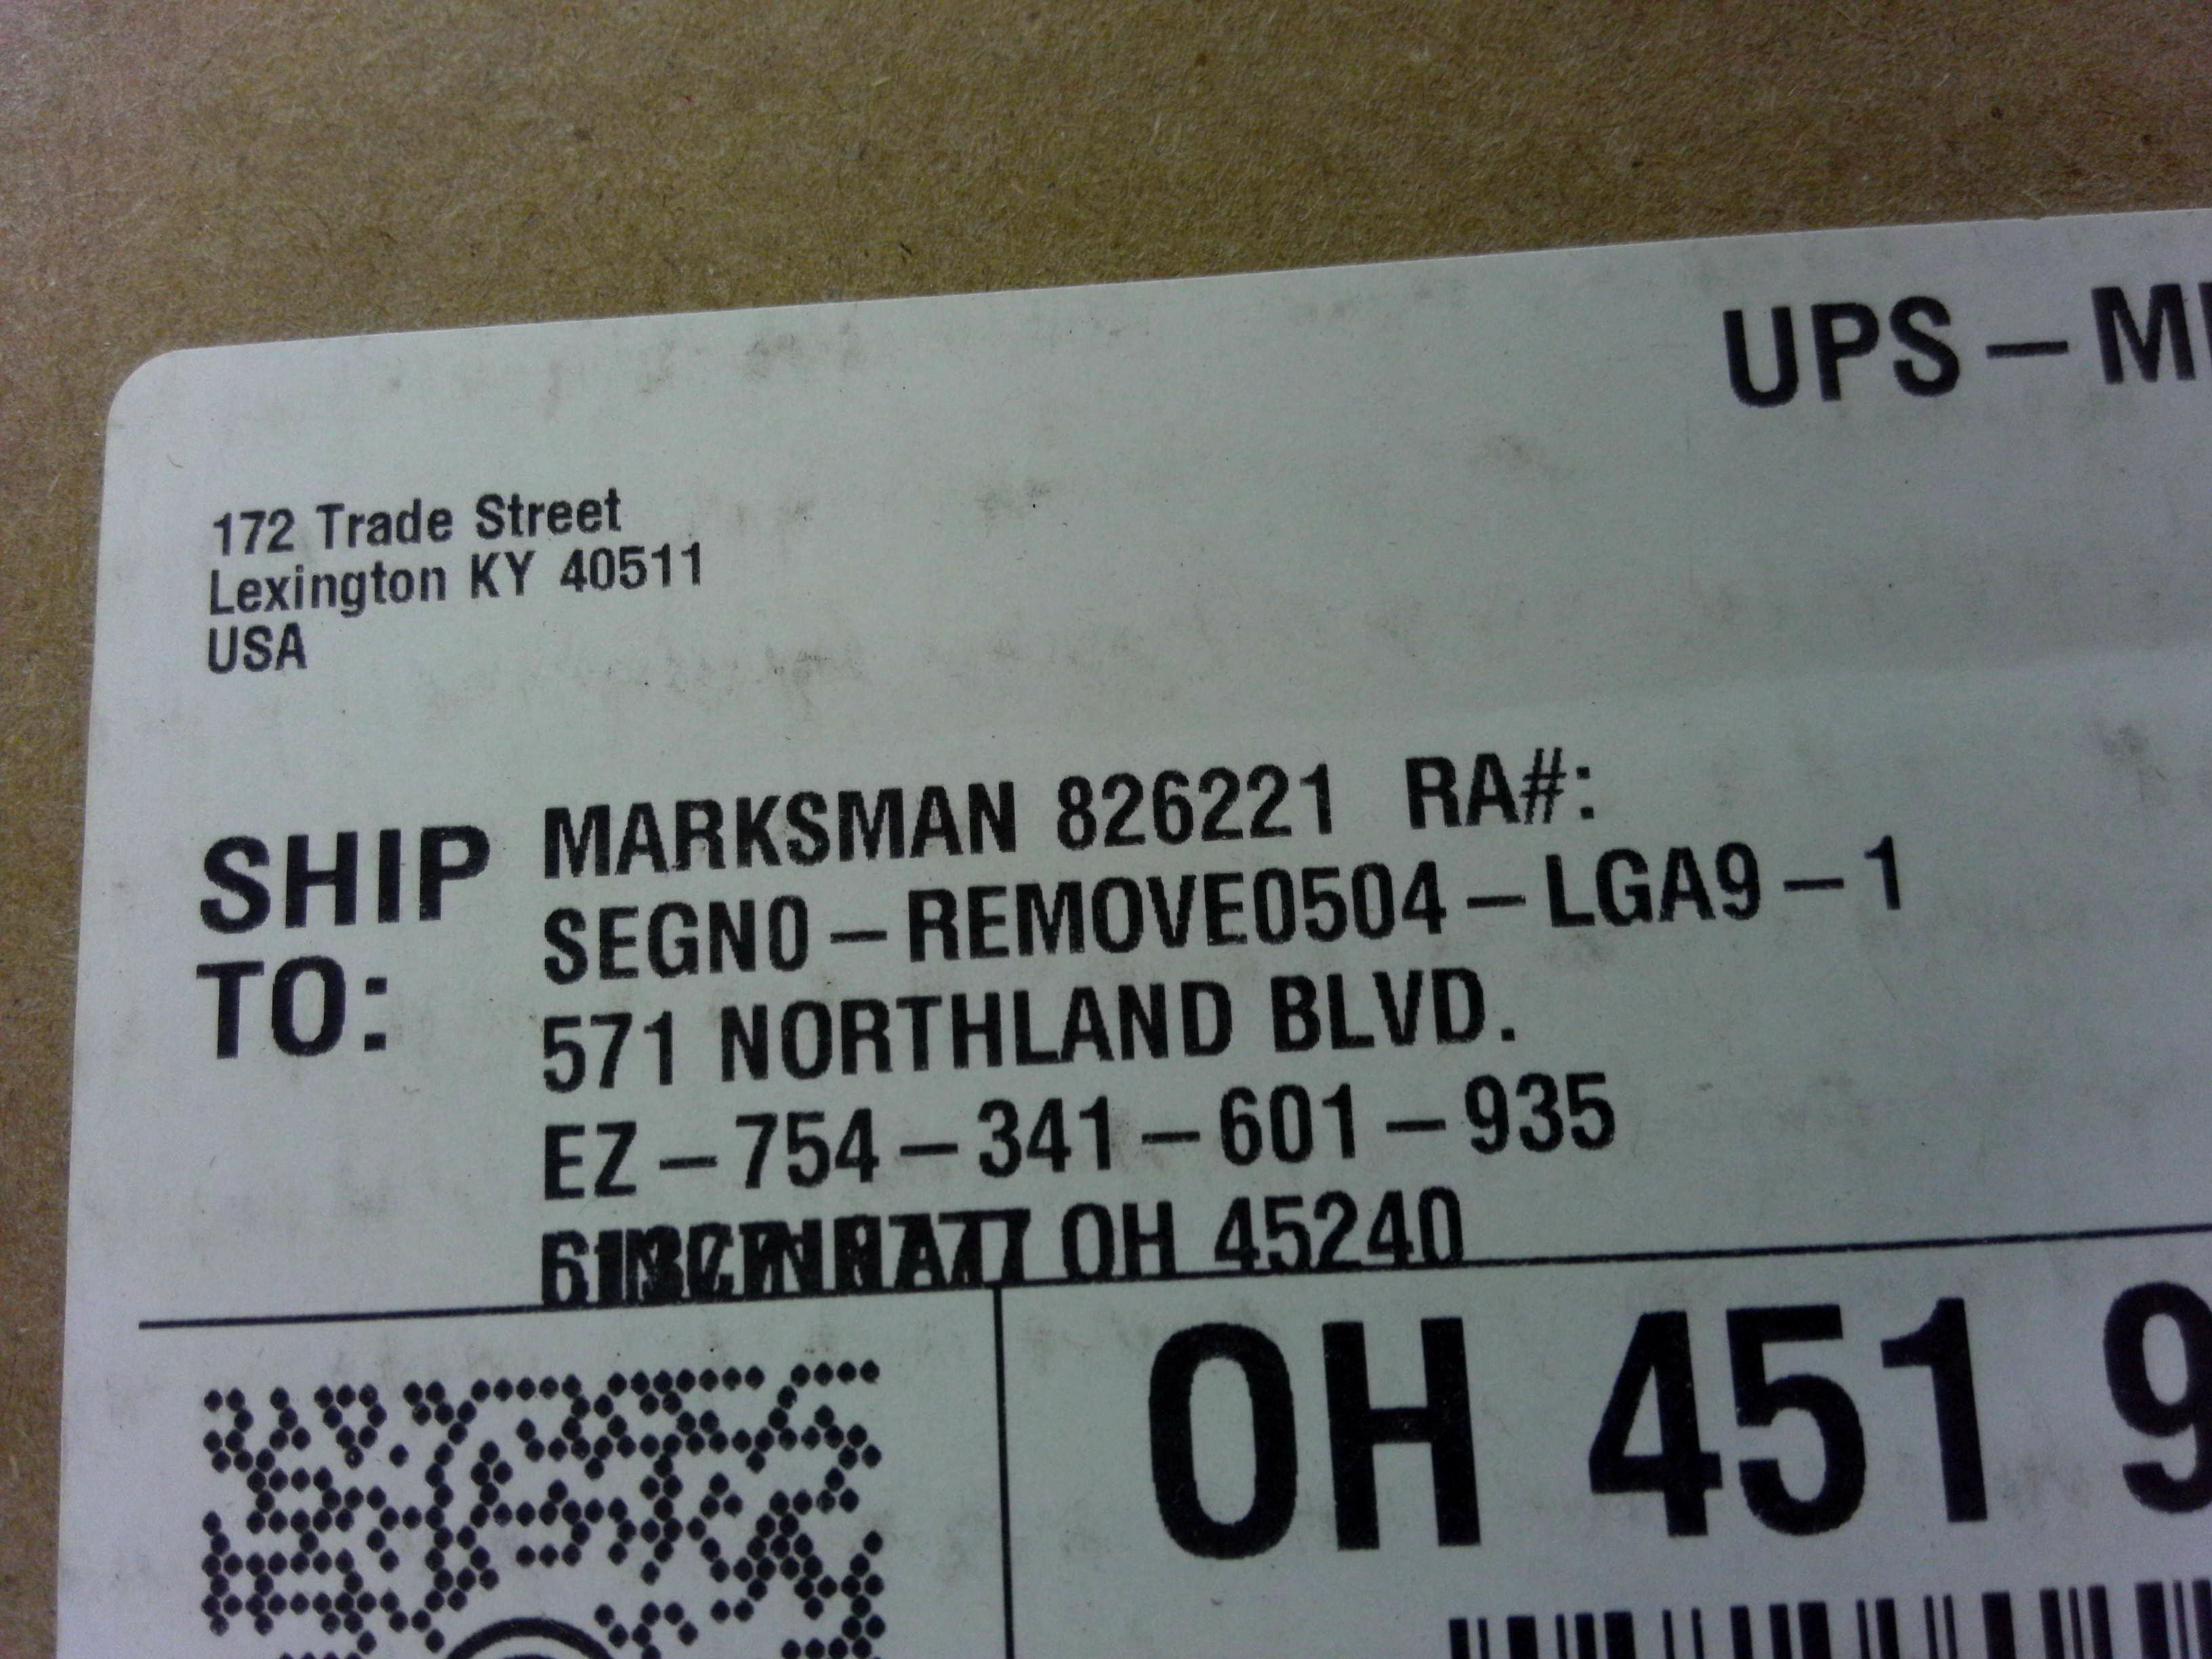 UPS-M
172 Trade Street
Lexington KY 40511
USA
SHIP TO:
MARKSMAN 826221 RA#:
SEGN0-REMOVE0504-LGA9-1
571 NORTHLAND BLVD.
EZ-754-341-601-935
OH 45240
OH 451 9